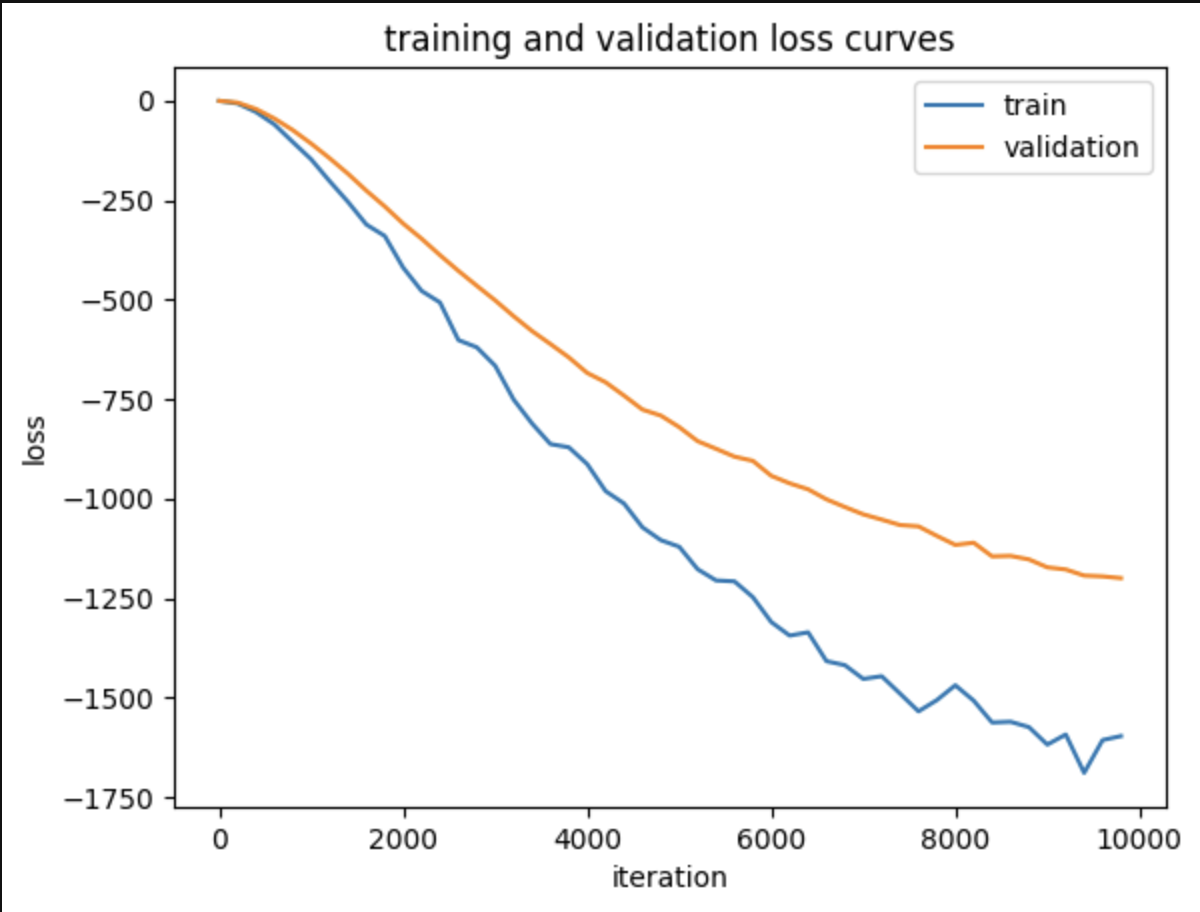 training and validation loss curves
train
validation
0
−250
−500
−750
−1000
−1250
−1500
−1750
loss
0
2000
4000
6000
8000
10000
iteration